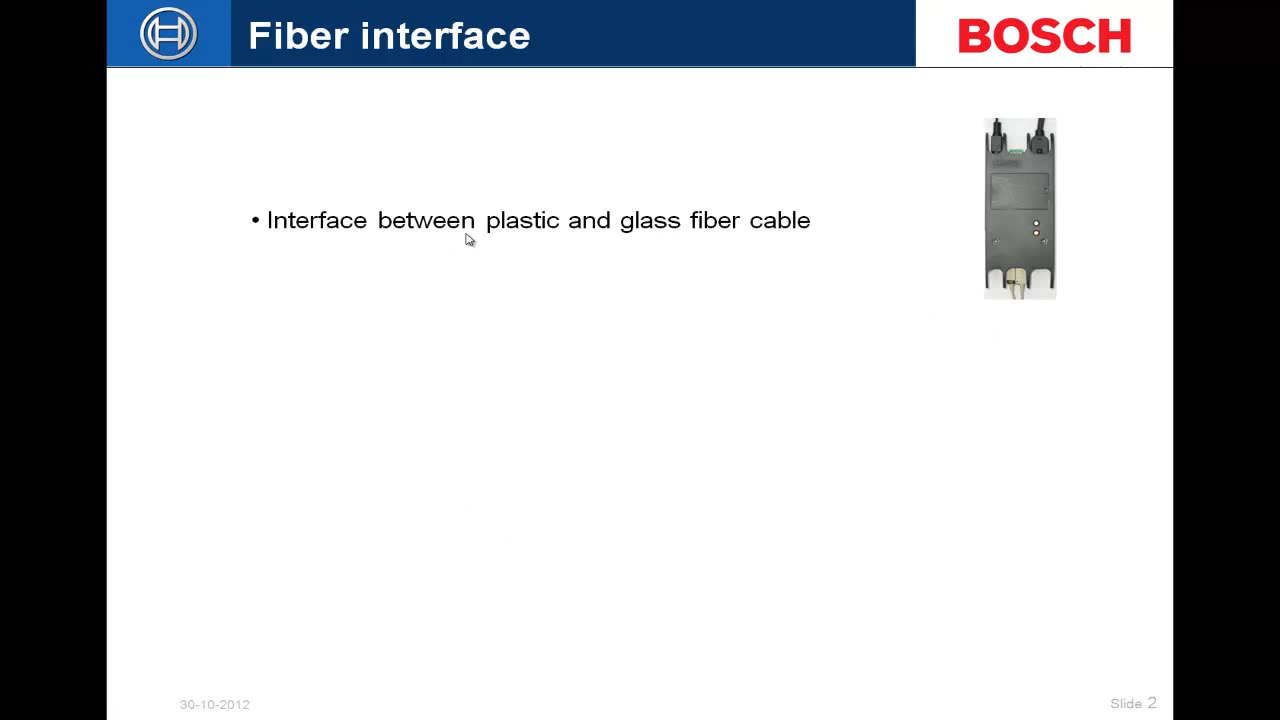 Fiber interface
BOSCH
• Interface between plastic and glass fiber cable
30-10-2012
Slide 2